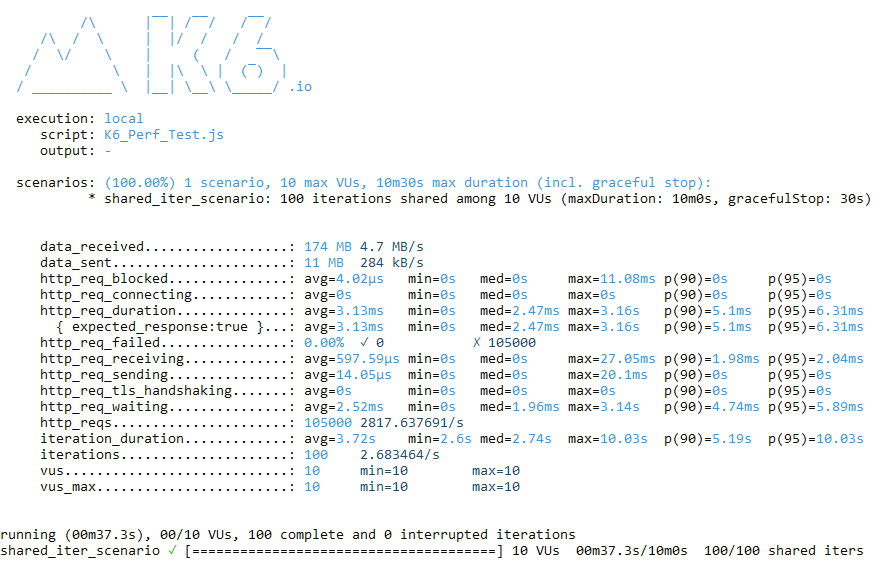 .io
execution: local
script: K6_Perf_Test.js
output: -
scenarios: (100.00%) 1 scenario, 10 max VUs, 10m30s max duration (incl. graceful stop):
* shared_iter_scenario: 100 iterations shared among 10 VUs (maxDuration: 10m0s, gracefulStop: 30s)
data_received..................: 174 MB 4.7 MB/s
data_sent......................: 11 MB  284 kB/s
http_req_blocked...............: avg=4.02µs   min=0s   med=0s     max=11.08ms p(90)=0s     p(95)=0s
http_req_connecting............: avg=0s       min=0s   med=0s     max=0s      p(90)=0s     p(95)=0s
http_req_duration..............: avg=3.13ms   min=0s   med=2.47ms max=3.16s   p(90)=5.1ms  p(95)=6.31ms
{ expected_response:true }...: avg=3.13ms   min=0s   med=2.47ms max=3.16s   p(90)=5.1ms  p(95)=6.31ms
http_req_failed................: 0.00%  ✓ 0           ✗ 105000
http_req_receiving.............: avg=597.59µs min=0s   med=0s     max=27.05ms p(90)=1.98ms p(95)=2.04ms
http_req_sending...............: avg=14.05µs  min=0s   med=0s     max=20.1ms  p(90)=0s     p(95)=0s
http_req_tls_handshaking.......: avg=0s       min=0s   med=0s     max=0s      p(90)=0s     p(95)=0s
http_req_waiting...............: avg=2.52ms   min=0s   med=1.96ms max=3.14s   p(90)=4.74ms p(95)=5.89ms
http_reqs......................: 105000 2817.637691/s
iteration_duration.............: avg=3.72s    min=2.6s med=2.74s  max=10.03s  p(90)=5.19s  p(95)=10.03s
iterations.....................: 100    2.683464/s
vus............................: 10     min=10        max=10
vus_max........................: 10     min=10        max=10
running (00m37.3s), 00/10 VUs, 100 complete and 0 interrupted iterations
shared_iter_scenario ✓ [======================================] 10 VUs  00m37.3s/10m0s  100/100 shared iters